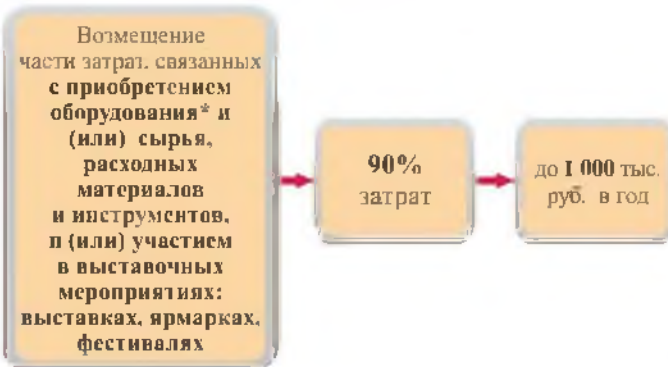 Возмещение
части затрат, связанных
с приобретением
оборудования* и
(или) сырья,
расходных
материалов
и инструментов,
и (или) участием
в выставочных
мероприятиях:
выставках, ярмарках,
фестивалях
90%
затрат
до 1 000 тыс.
руб. в год